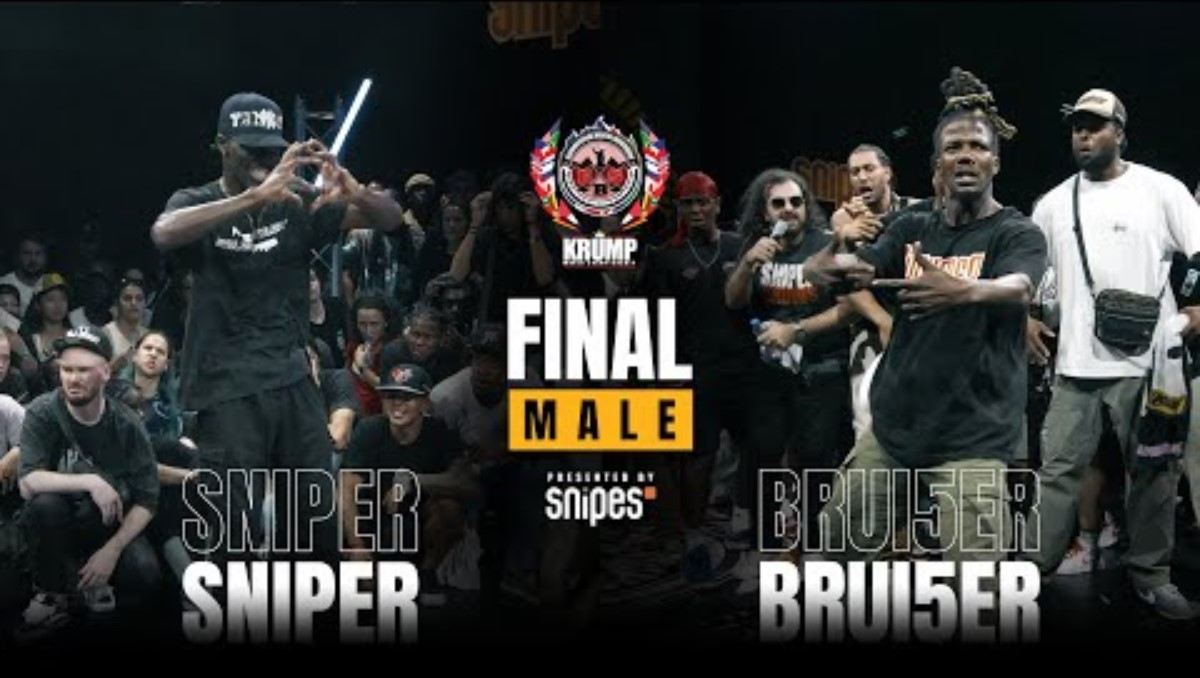 KRUMP
FINAL
MALE
PRESENTED BY
snipes
SNIPER
SNIPER
BRUI5ER
BRUI5ER